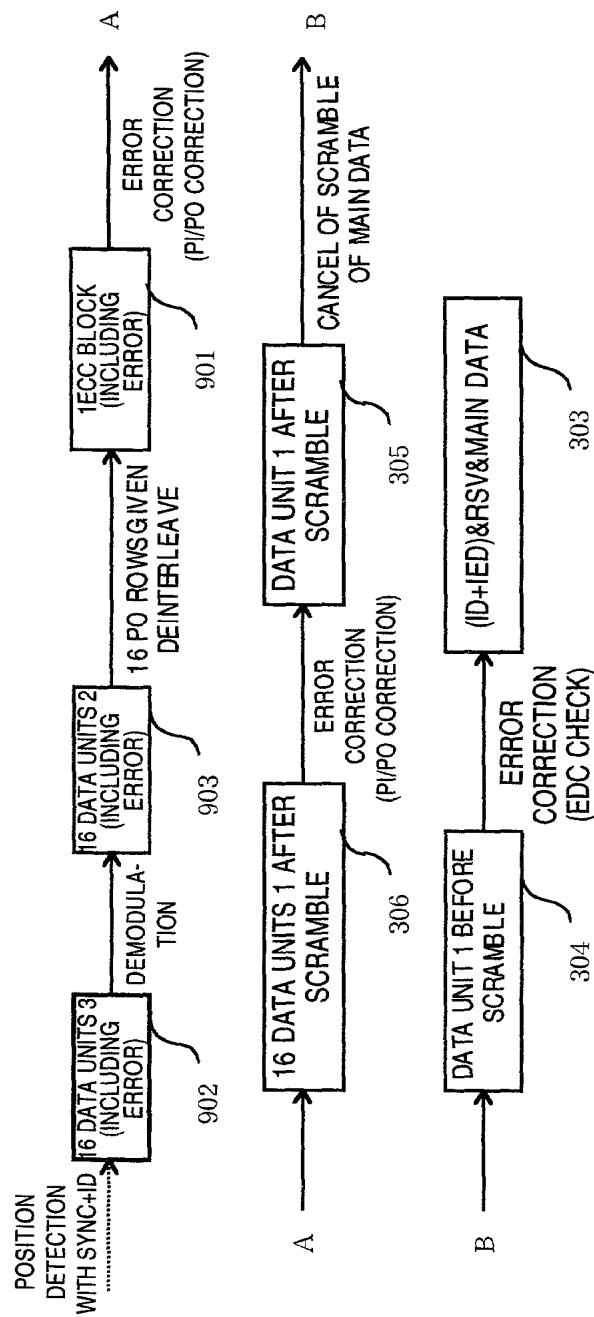 POSITION
DETECTION
WITH SYNC+ID
16 DATA UNITS 3
(INCLUDING
ERROR)
902
DEMODULA-
TION
16 DATA UNITS 2
(INCLUDING
ERROR)
903
16 PO ROWS GIVEN
DEINTERLEAVE
1ECC BLOCK
(INCLUDING
ERROR)
901
ERROR
CORRECTION
(PI/PO CORRECTION)
A
A
16 DATA UNITS 1 AFTER
SCRAMBLE
306
ERROR
CORRECTION
(PI/PO CORRECTION)
DATA UNIT 1 AFTER
SCRAMBLE
305
CANCEL OF SCRAMBLE
OF MAIN DATA
B
B
DATA UNIT 1 BEFORE
SCRAMBLE
304
ERROR
CORRECTION
(EDC CHECK)
(ID+IED)&RSV&MAIN DATA
303